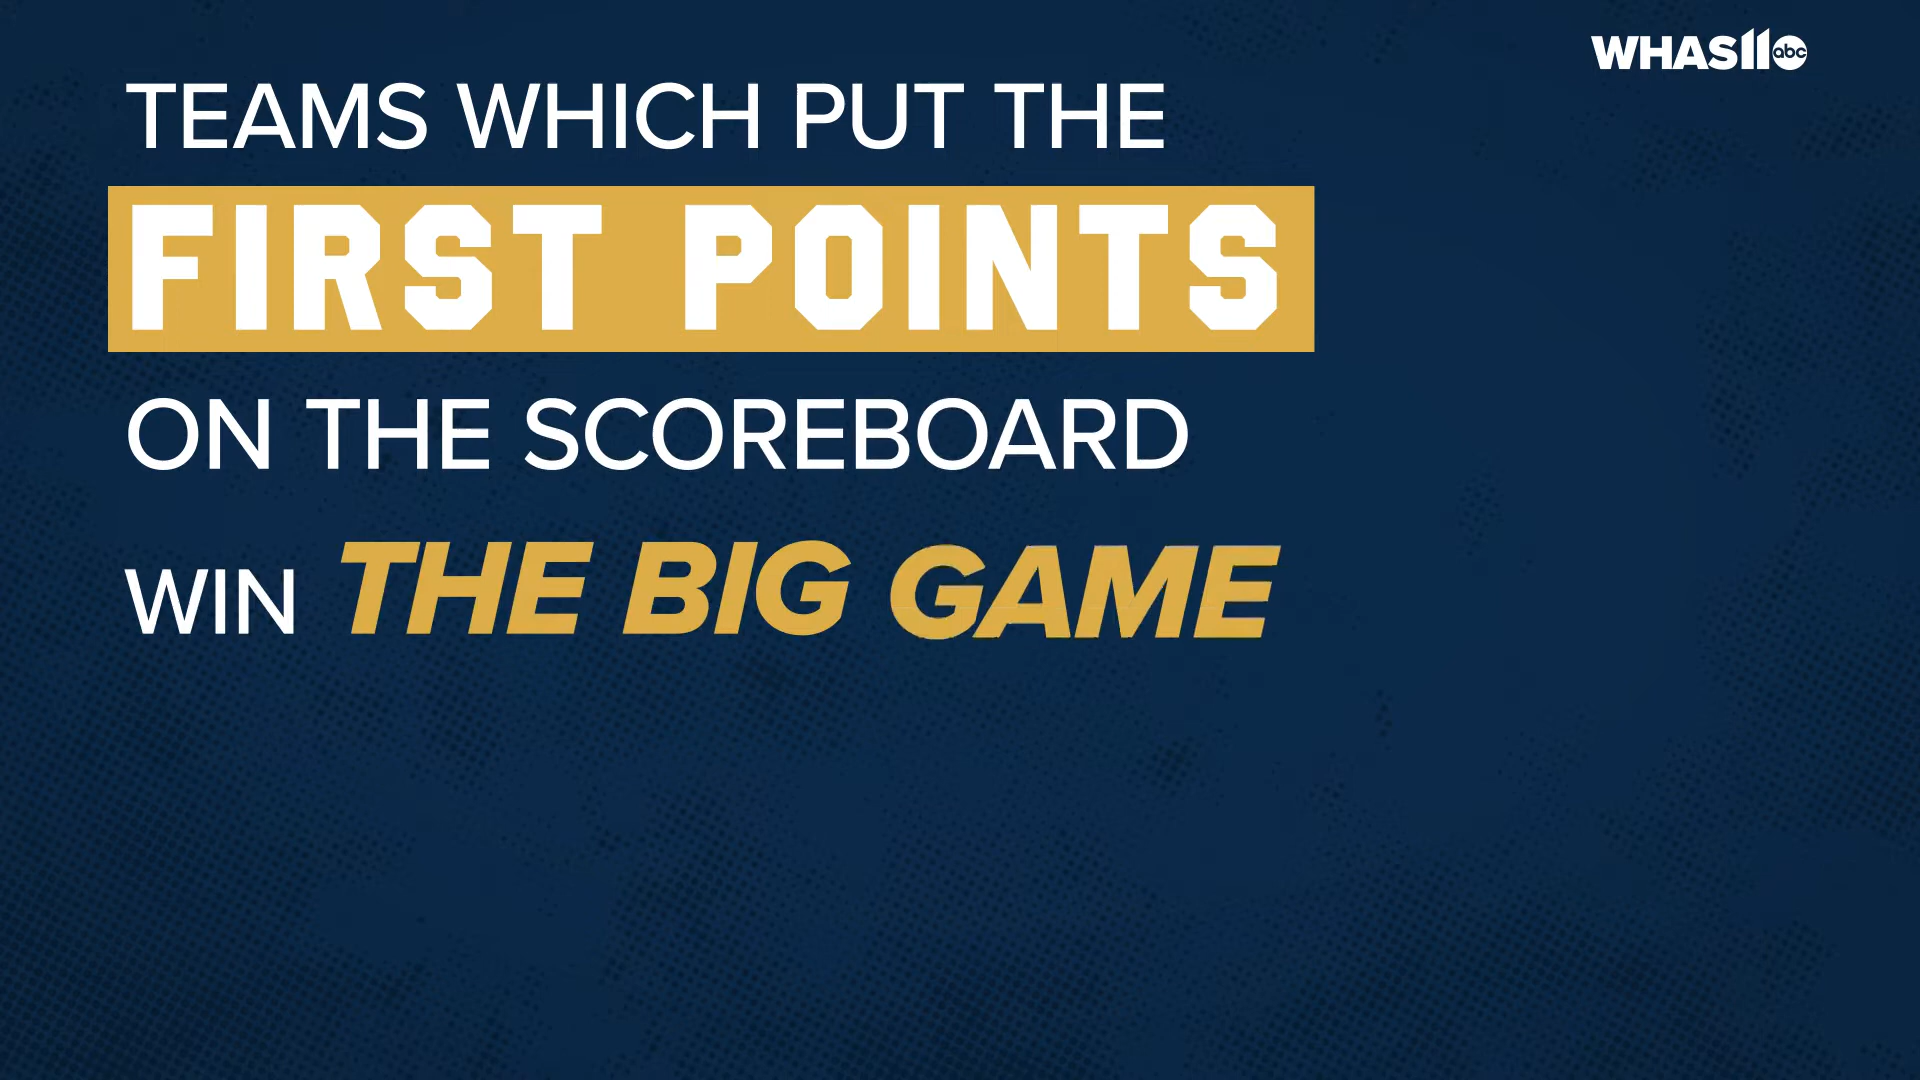 WHAS11 abc
TEAMS WHICH PUT THE
FIRST POINTS
ON THE SCOREBOARD
WIN THE BIG GAME